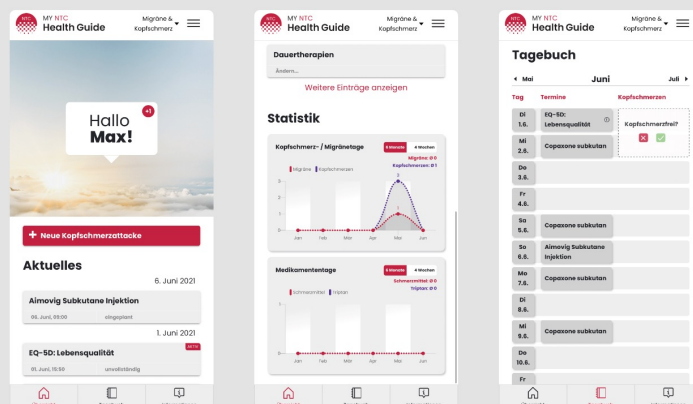 NTC
MY NTC
Health Guide
Migräne &
Kopfschmerz
Hallo
Max!
+1
+ Neue Kopfschmerzattacke
Aktuelles
6. Juni 2021
Aimovig Subkutane Injektion
06. Juni, 09:00 eingeplant
1. Juni 2021
EQ-5D: Lebensqualität
01. Juni, 15:50 unvollständig
NTC
MY NTC
Health Guide
Migräne &
Kopfschmerz
Dauertherapien
Ändern...
Weitere Einträge anzeigen
Statistik
Kopfschmerz- / Migränetage
6 Monate 4 Wochen
Migräne: Ø 0
Kopfschmerzen: Ø 1
Migräne Kopfschmerzen
3
2
1
0
3
1
Jan Feb Mär Apr Mai Jun
Medikamententage
6 Monate 4 Wochen
Schmerzmittel: Ø 0
Triptan: Ø 0
Schmerzmittel Triptan
1
0
Jan Feb Mär Apr Mai Jun
NTC
MY NTC
Health Guide
Migräne &
Kopfschmerz
Tagebuch
Mai Juni Juli
Tag Termine Kopfschmerzen
Di
1.6.
EQ-5D:
Lebensqualität
Kopfschmerzfrei?
Mi
2.6.
Copaxone subkutan
Do
3.6.
Fr
4.6.
Sa
5.6.
Copaxone subkutan
So
6.6.
Aimovig Subkutane
Injektion
Mo
7.6.
Copaxone subkutan
Di
8.6.
Mi
9.6.
Copaxone subkutan
Do
10.6.
Fr